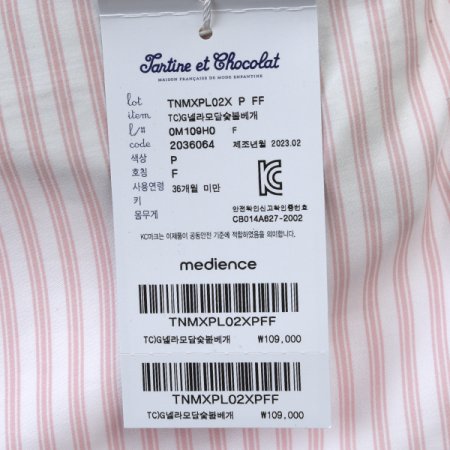 Tartine et Chocolat
MAISON FRANÇAISE DE MODE ENFANTINE
lot TNMXPL02X P FF
item TC)G넬라모달숯볼베개
l/# 0M109H0 F
code 2036064 제조년월 2023.02
색상 P
호칭 F
사용연령 36개월 미만
키
몸무게
안전확인신고확인증번호
CB014A627-2002
KC마크는 이제품이 공통안전 기준에 적합하였음을 의미합니다.
medience
TNMXPL02XPFF
TC)G넬라모달숯볼베개 ₩109,000
TNMXPL02XPFF
TC)G넬라모달숯볼베개 ₩109,000